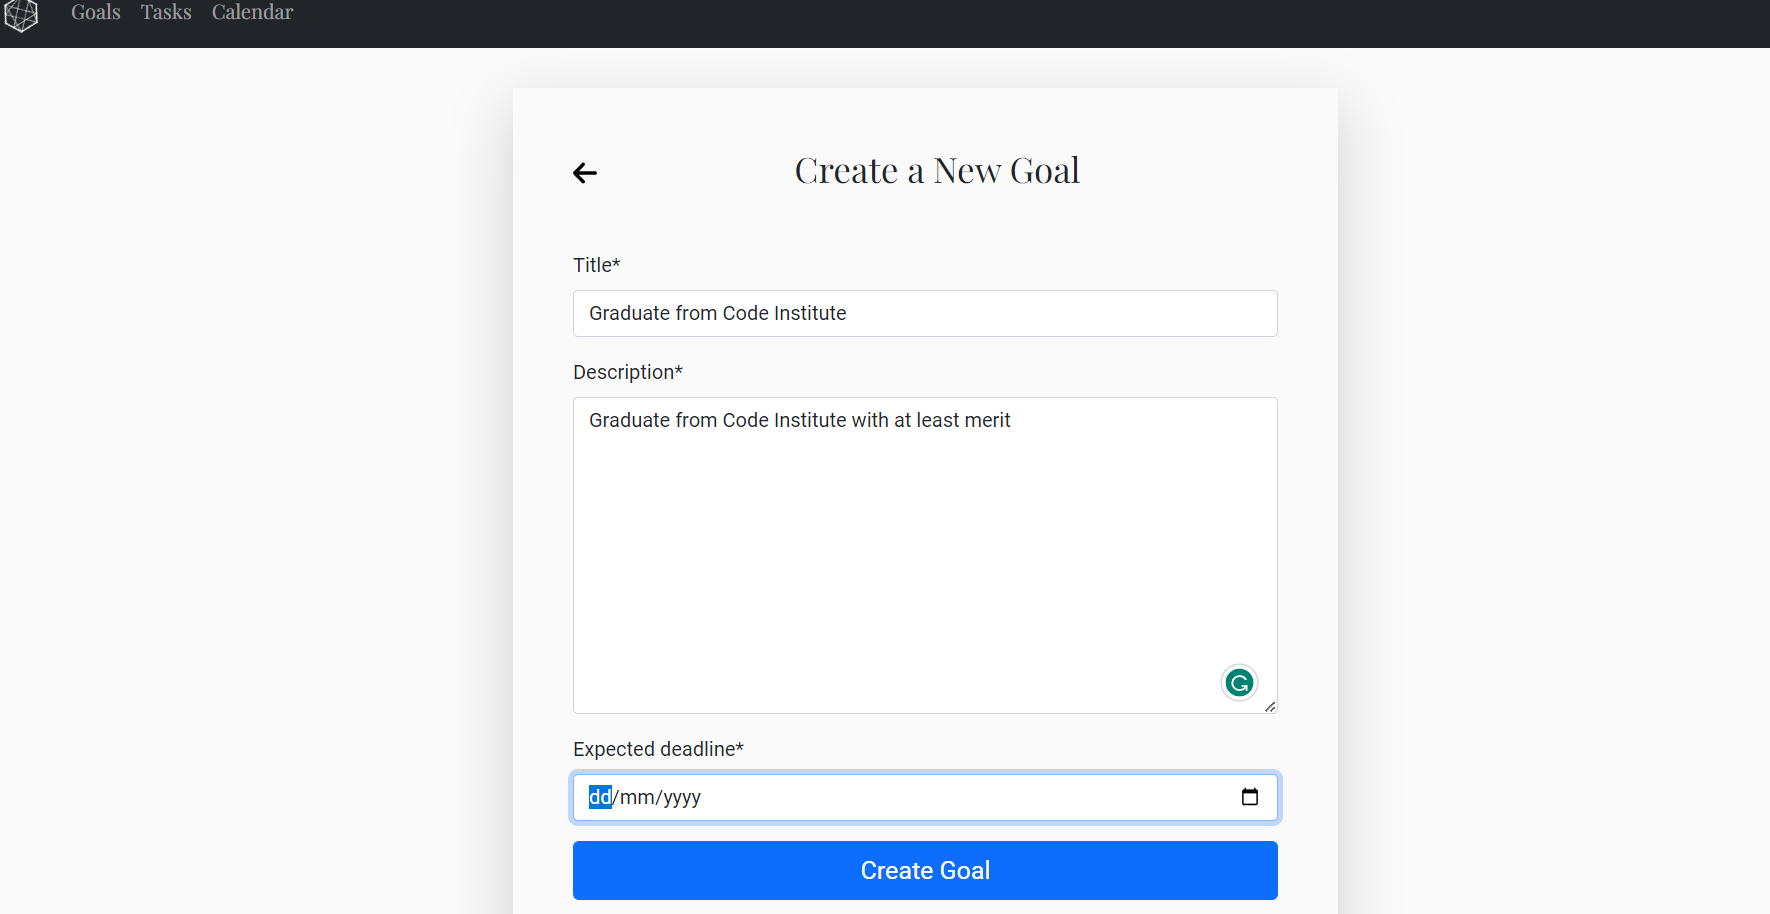 Goals Tasks Calendar
Create a New Goal
Title*
Graduate from Code Institute
Description*
Graduate from Code Institute with at least merit
Expected deadline*
dd/mm/yyyy
Create Goal